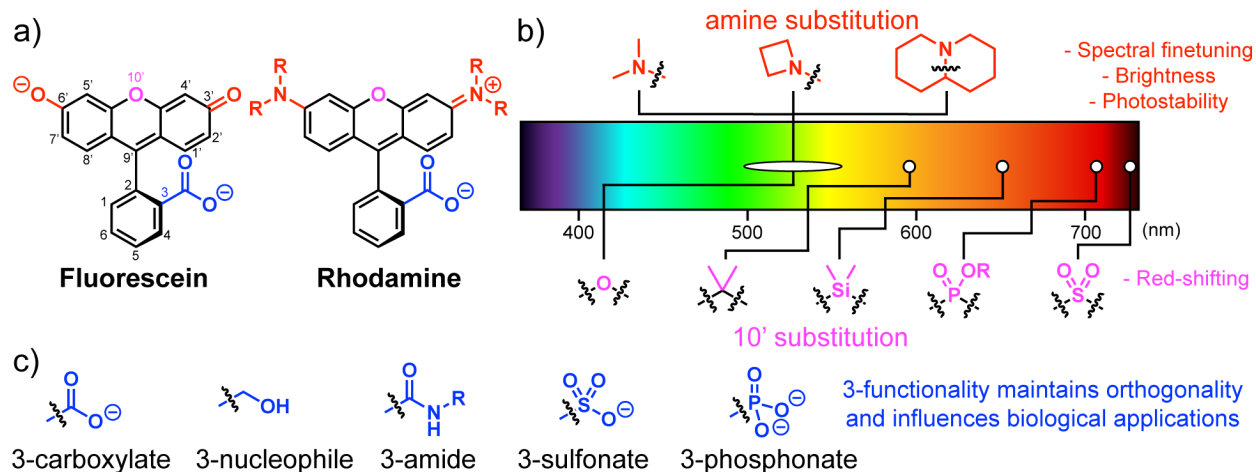 a)
O⊖
6'
5'
10'
O
4'
3'
O
7'
8'
9'
1'
2'
2
3
O
O⊖
1
6
5
4
Fluorescein
R
N
R
O
R
N⊕
R
O
O⊖
Rhodamine
b)
amine substitution
N
N
N
- Spectral finetuning
- Brightness
- Photostability
400
500
600
700
(nm)
O
Si
O
OR
P
O
O
S
- Red-shifting
10' substitution
c)
O
O⊖
OH
O
N
H
R
O
O
S
O⊖
O
P
O⊖
O⊖
3-functionality maintains orthogonality
and influences biological applications
3-carboxylate
3-nucleophile
3-amide
3-sulfonate
3-phosphonate